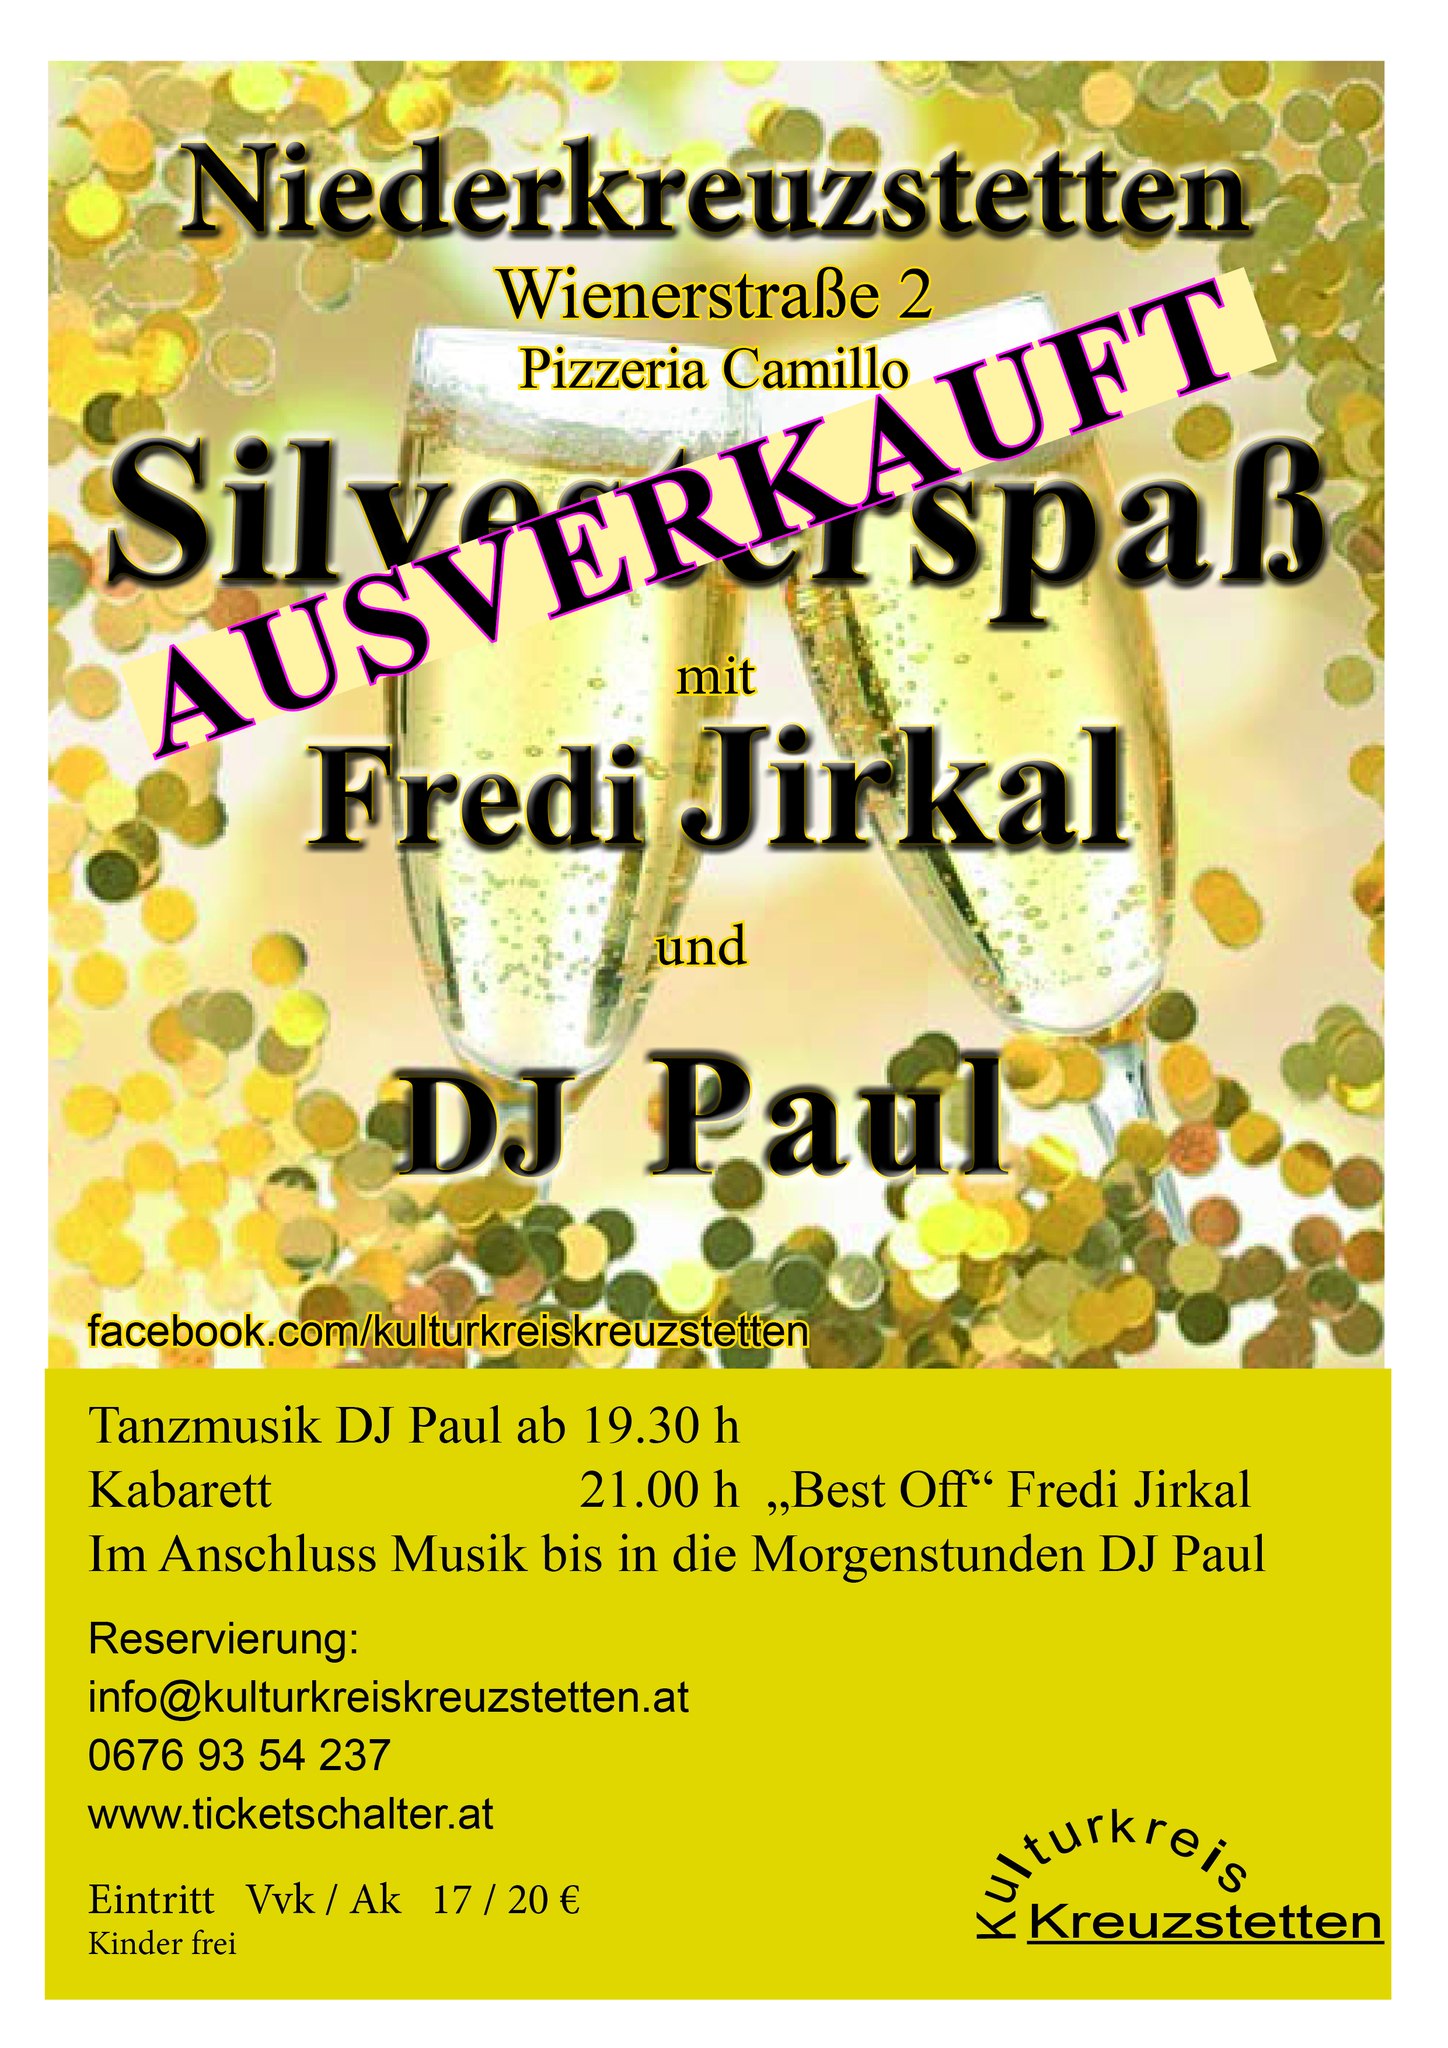 Niederkreuzstetten
Wienerstraße 2
Pizzeria Camillo
Silvesterspaß
AUSVERKAUFT
mit
Fredi Jirkal
und
DJ Paul
facebook.com/kulturkreiskreuzstetten
Tanzmusik DJ Paul ab 19.30 h
Kabarett 21.00 h „Best Off“ Fredi Jirkal
Im Anschluss Musik bis in die Morgenstunden DJ Paul
Reservierung:
info@kulturkreiskreuzstetten.at
0676 93 54 237
www.ticketschalter.at
Eintritt Vvk / Ak 17 / 20 €
Kinder frei
Kulturkreis
Kreuzstetten